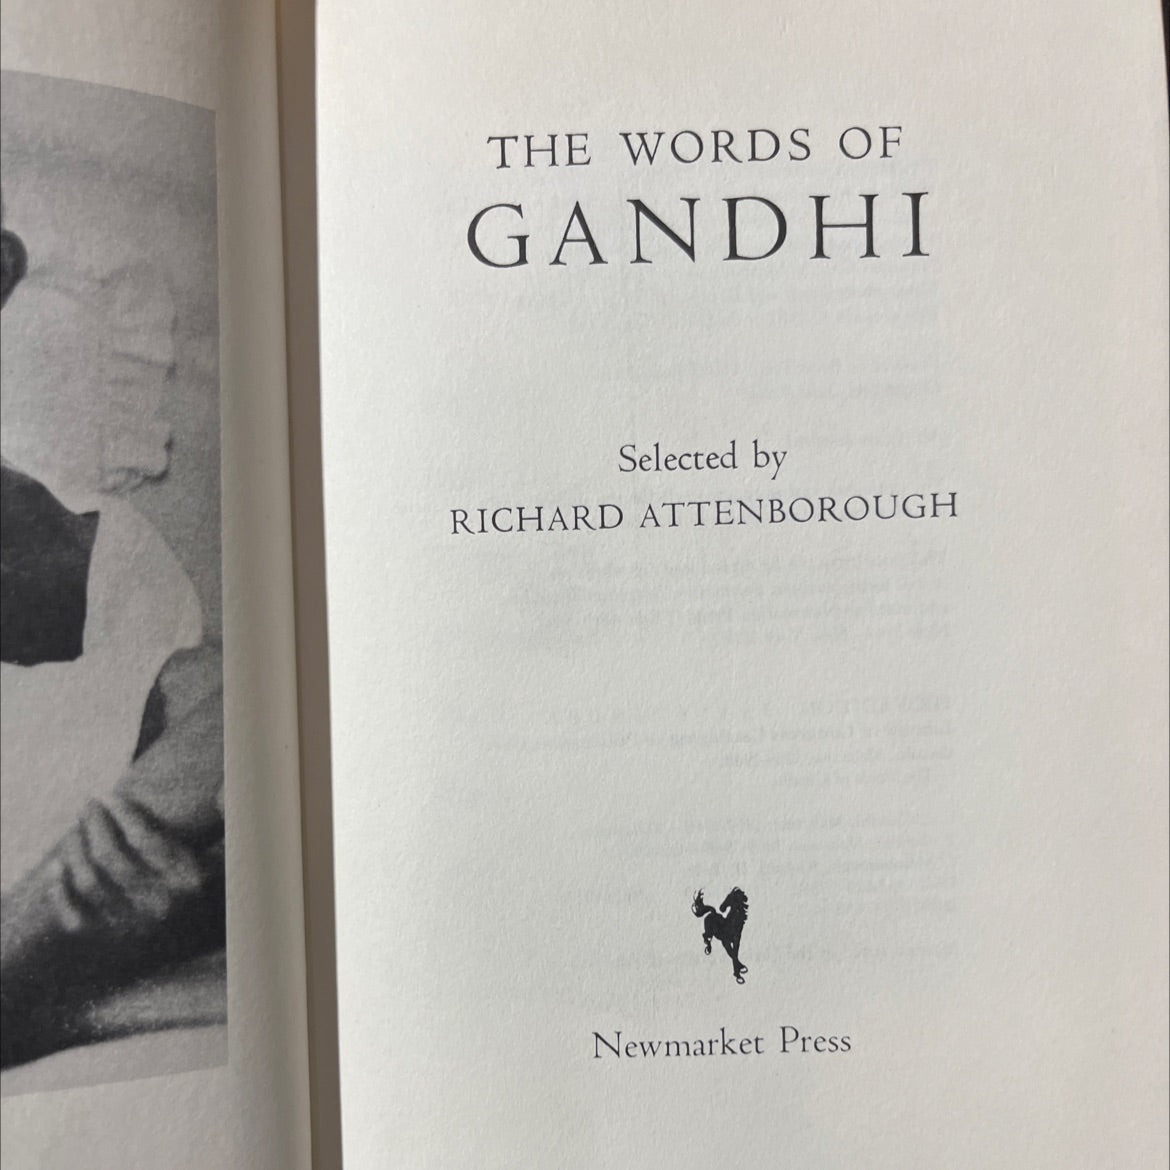 THE WORDS OF
GANDHI
Selected by
RICHARD ATTENBOROUGH
Newmarket Press